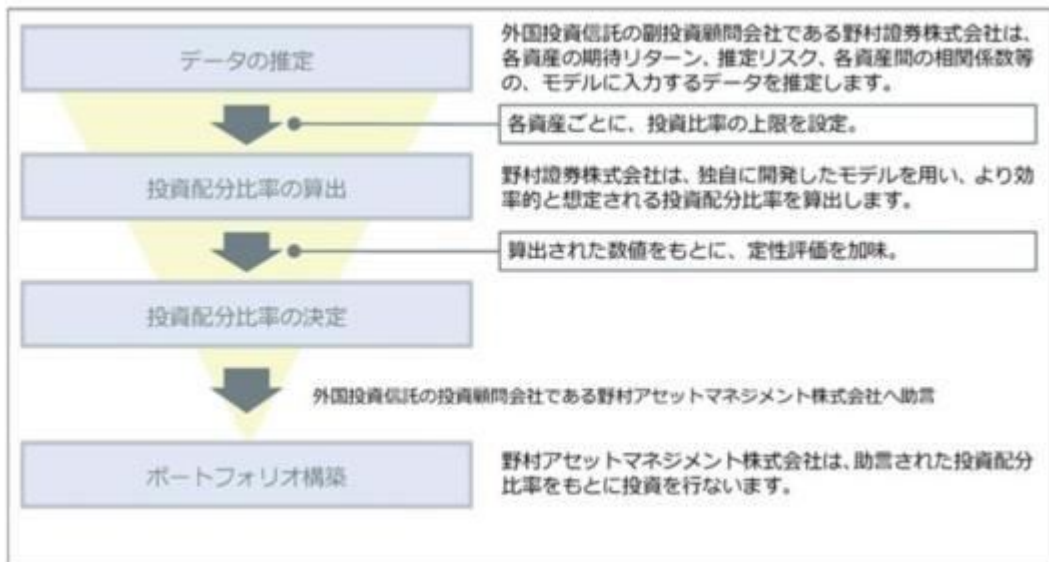 データの推定
外国投資信託の副投資顧問会社である野村證券株式会社は、
各資産の期待リターン、推定リスク、各資産間の相関係数等
の、モデルに入力するデータを推定します。
各資産ごとに、投資比率の上限を設定。
投資配分比率の算出
野村證券株式会社は、独自に開発したモデルを用い、より効
率的と想定される投資配分比率を算出します。
算出された数値をもとに、定性評価を加味。
投資配分比率の決定
外国投資信託の投資顧問会社である野村アセットマネジメント株式会社へ助言
ポートフォリオ構築
野村アセットマネジメント株式会社は、助言された投資配分
比率をもとに投資を行ないます。